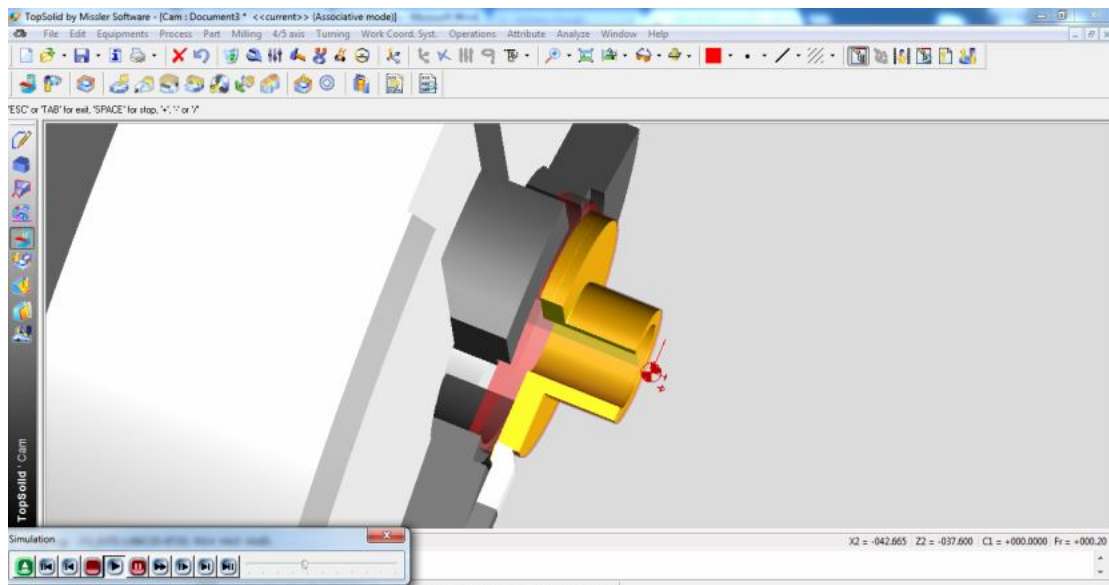 TopSolid by Missler Software - [Cam : Document3 * <<current>> (Associative mode)]
File Edit Equipments Process Part Milling 4/5 axis Turning Work Coord. Syst. Operations Attribute Analyze Window Help
'ESC' or 'TAB' for exit, 'SPACE' for stop, '+', '-' or '/'
TopSolid'Cam
Simulation
X2 = -042.665 Z2 = -037.600 C1 = +000.0000 Fr = +000.20